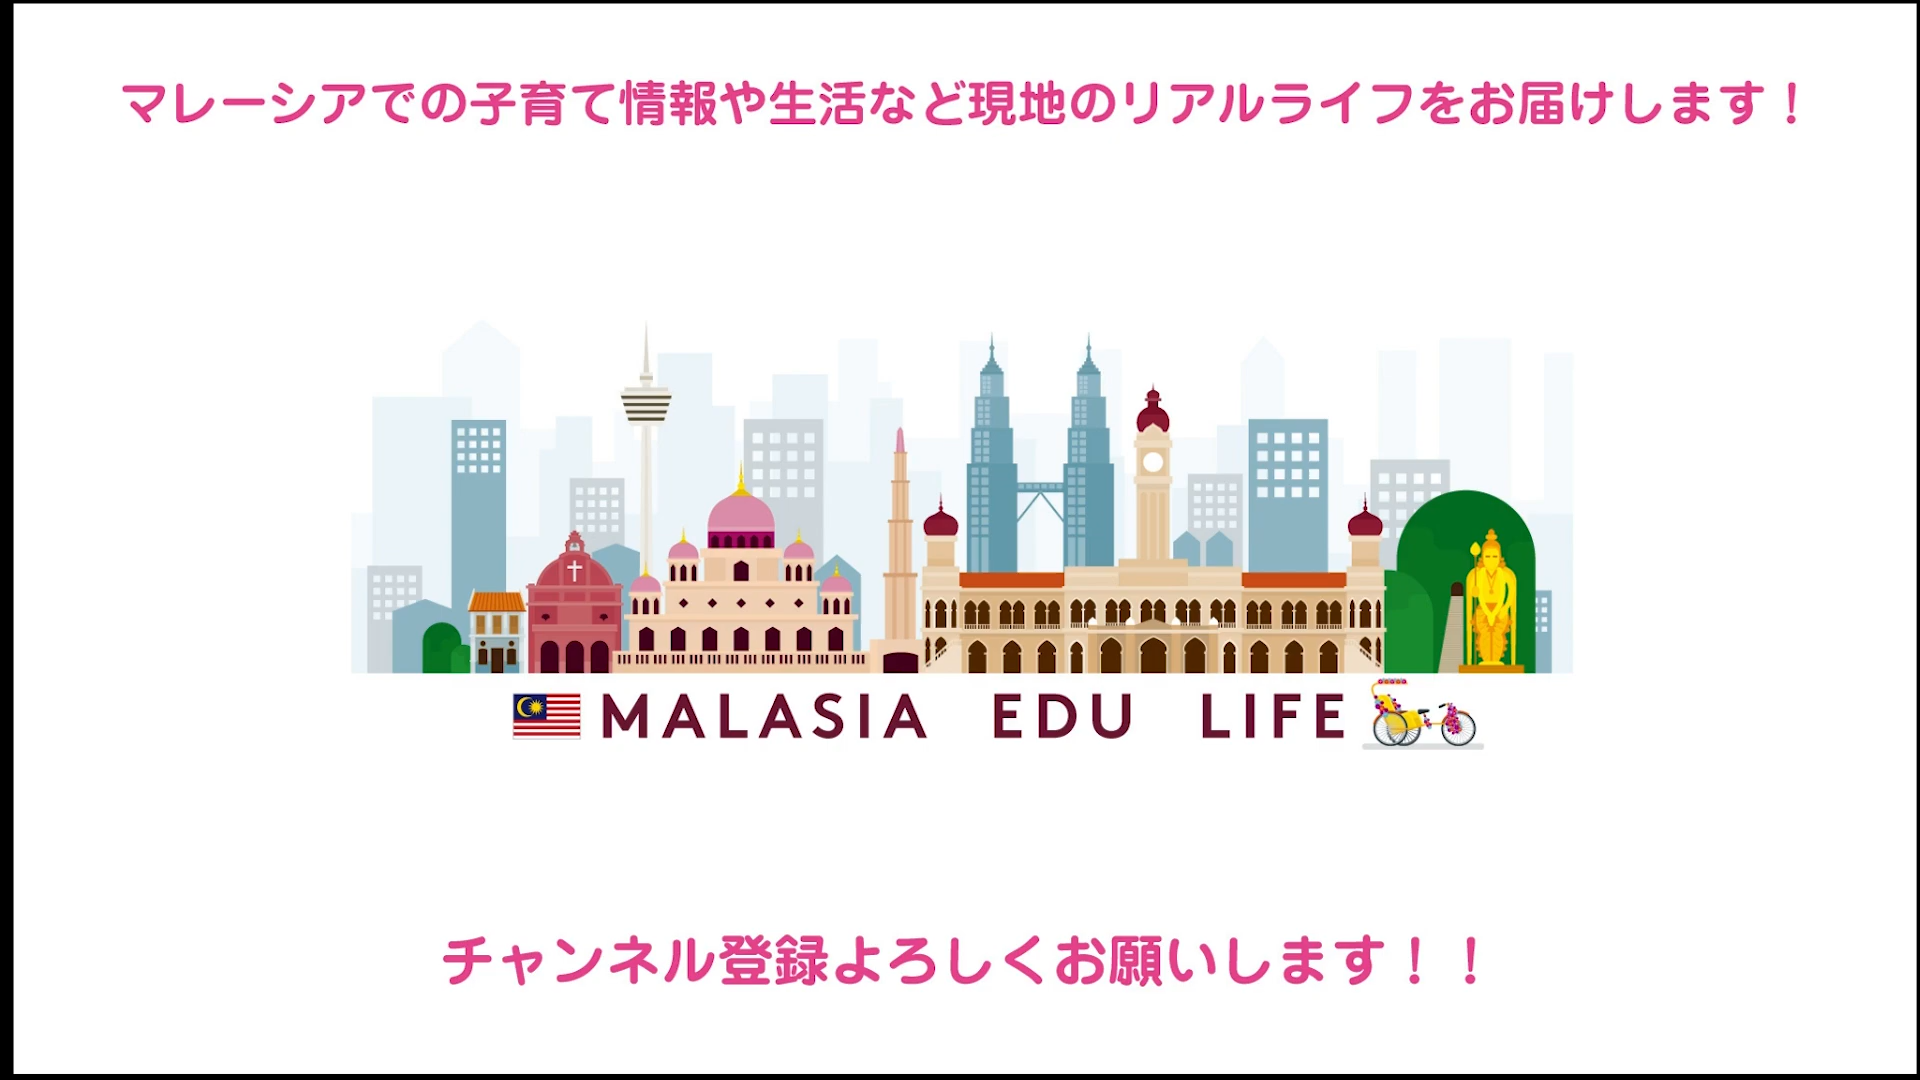 マレーシアでの子育て情報や生活など現地のリアルライフをお届けします！
MALASIA EDU LIFE
チャンネル登録よろしくお願いします！！